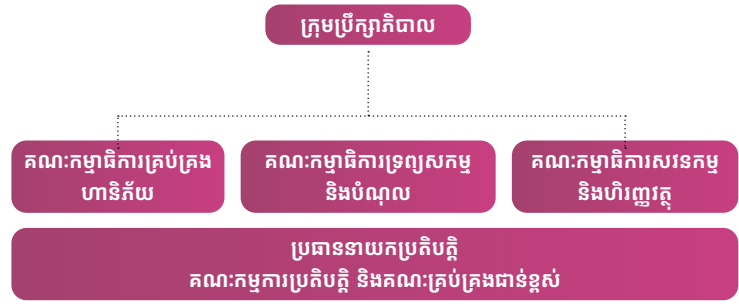 ក្រុមប្រឹក្សាភិបាល
គណៈកម្មាធិការគ្រប់គ្រង
ហានិភ័យ
គណៈកម្មាធិការទ្រព្យសកម្ម
និងបំណុល
គណៈកម្មាធិការសវនកម្ម
និងហិរញ្ញវត្ថុ
ប្រធាននាយកប្រតិបត្តិ
គណៈកម្មការប្រតិបត្តិ និងគណៈគ្រប់គ្រងជាន់ខ្ពស់